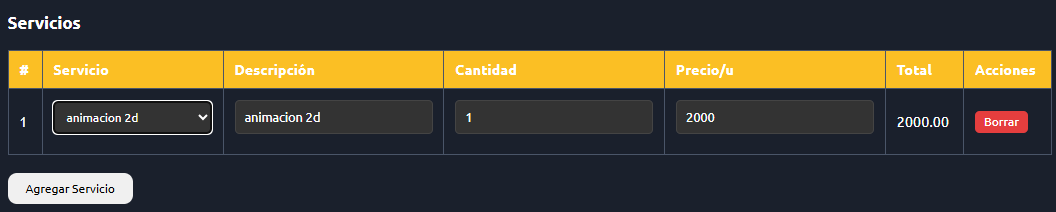 Servicios
# Servicio Descripción Cantidad Precio/u Total Acciones
1 animacion 2d animacion 2d 1 2000 2000.00 Borrar
Agregar Servicio